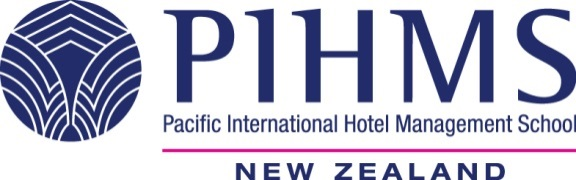 PIHMS
Pacific International Hotel Management School
NEW ZEALAND